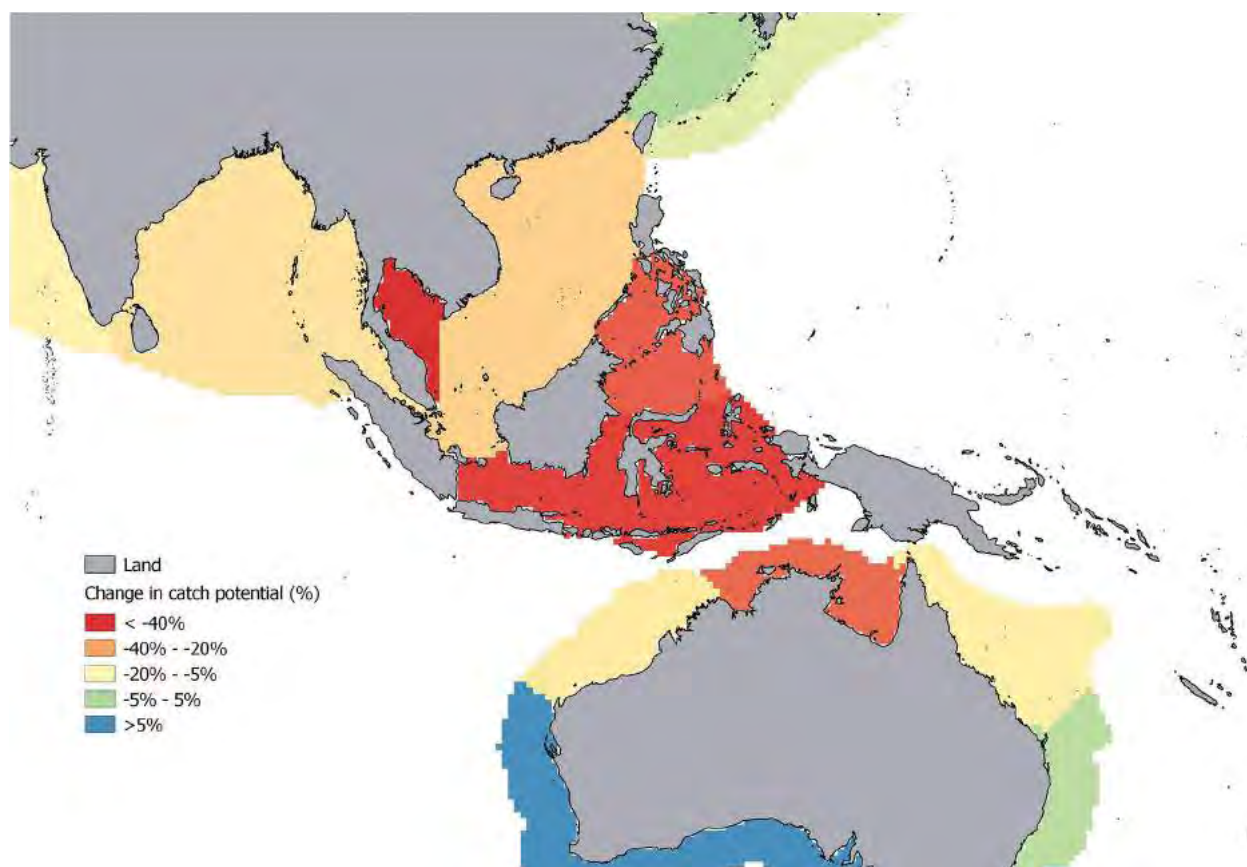 Land
Change in catch potential (%)
< -40%
-40% - -20%
-20% - -5%
-5% - 5%
>5%